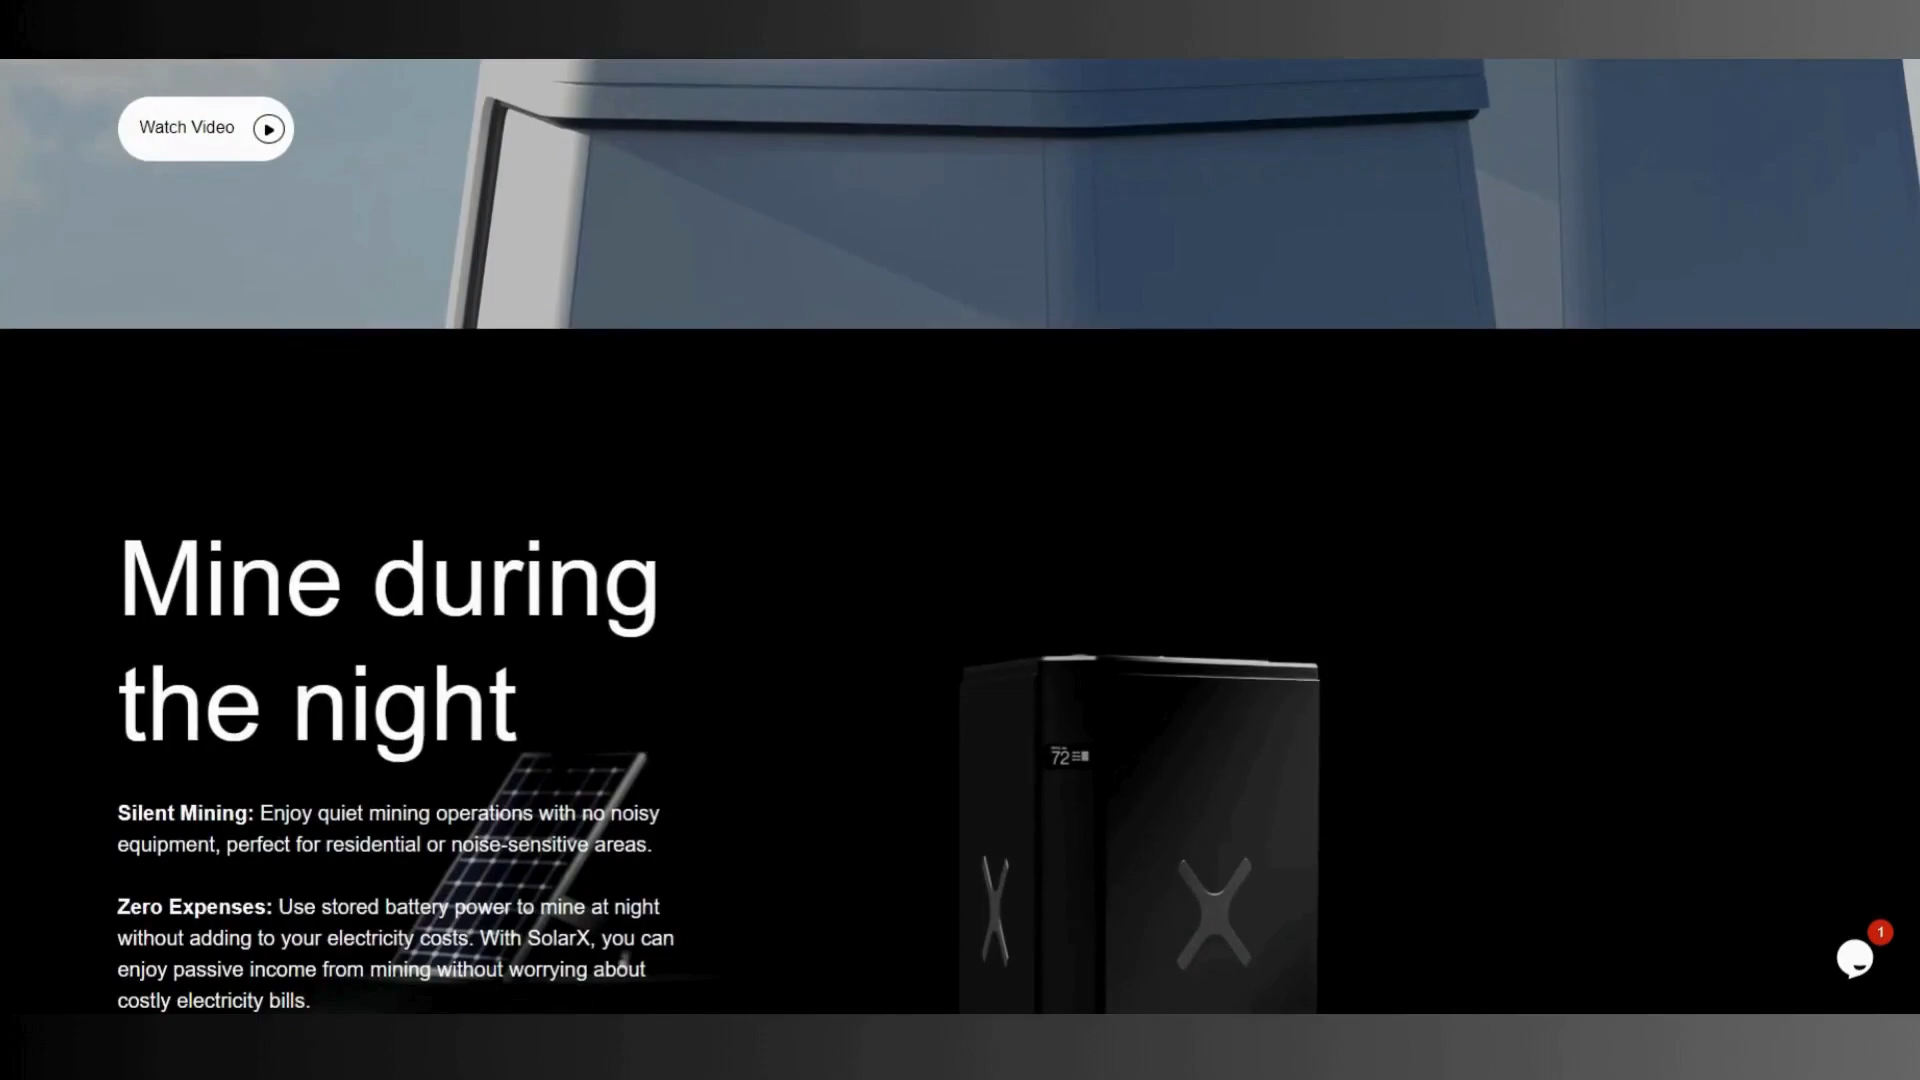 Watch Video
Mine during
the night
72
Silent Mining: Enjoy quiet mining operations with no noisy
equipment, perfect for residential or noise-sensitive areas.
Zero Expenses: Use stored battery power to mine at night
without adding to your electricity costs. With SolarX, you can
enjoy passive income from mining without worrying about
costly electricity bills.
1